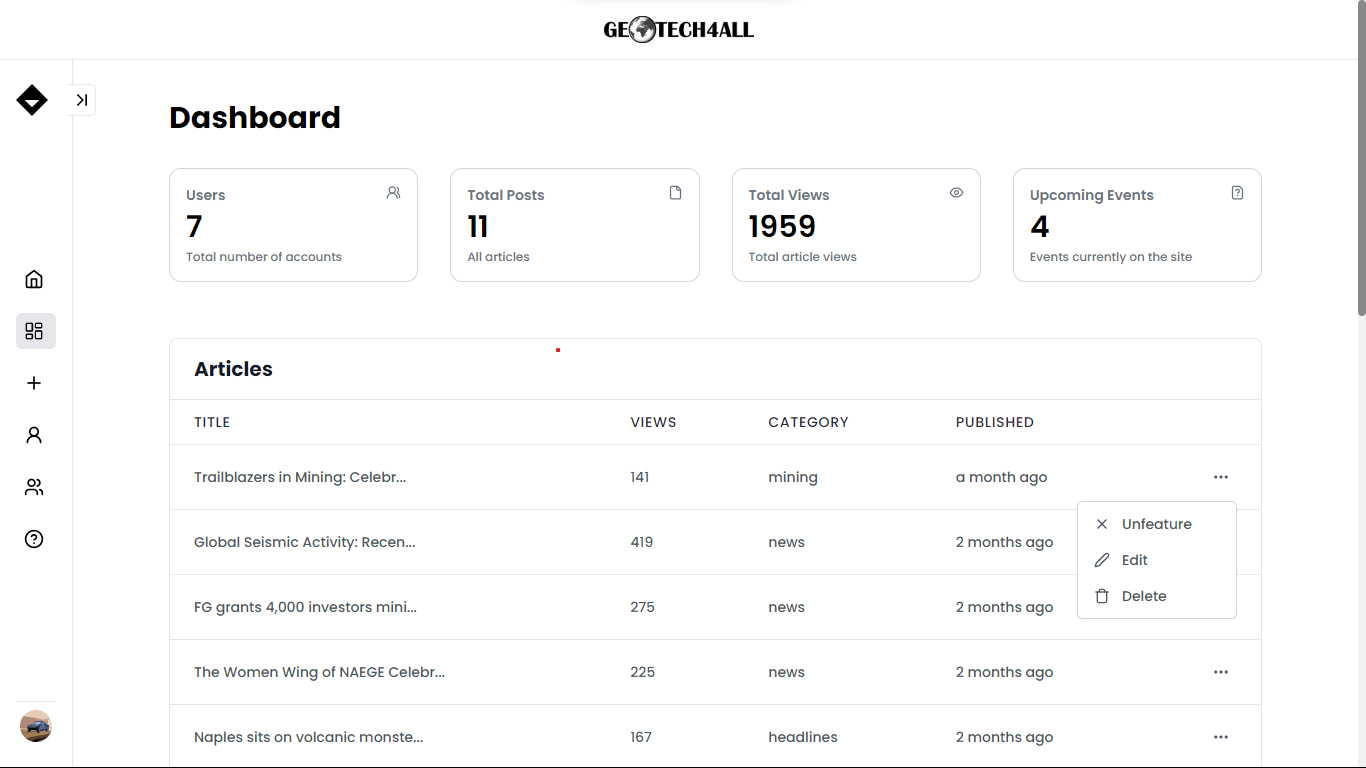 GEOTECH4ALL
Dashboard
Users
7
Total number of accounts
Total Posts
11
All articles
Total Views
1959
Total article views
Upcoming Events
4
Events currently on the site
Articles
TITLE VIEWS CATEGORY PUBLISHED
Trailblazers in Mining: Celebr... 141 mining a month ago
Unfeature
Edit
Delete
Global Seismic Activity: Recen... 419 news 2 months ago
FG grants 4,000 investors mini... 275 news 2 months ago
The Women Wing of NAEGE Celebr... 225 news 2 months ago
Naples sits on volcanic monste... 167 headlines 2 months ago